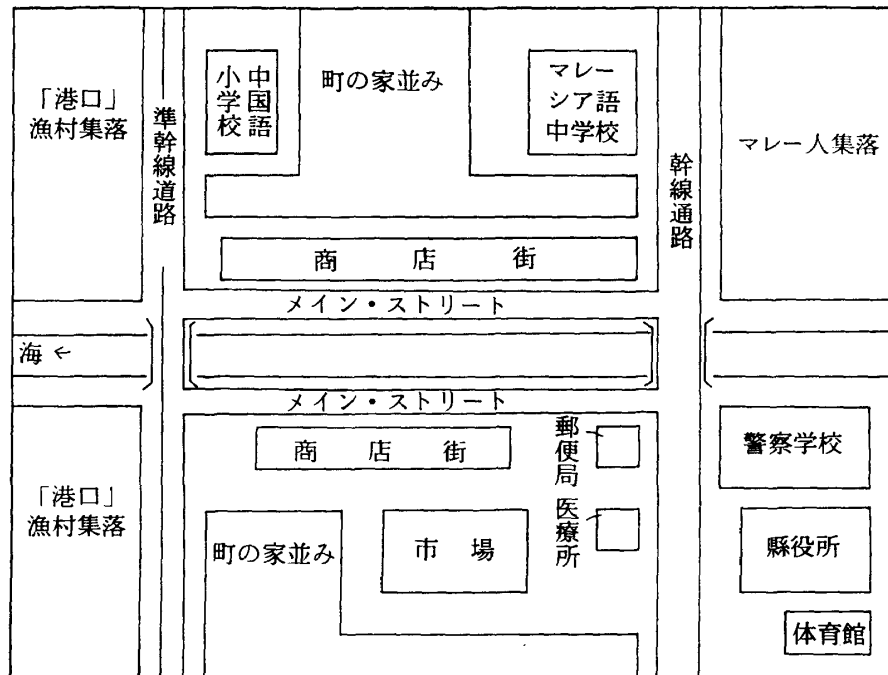 「港口」
漁村集落
準幹線道路
中国語
小学校
町の家並み
マレー
シア語
中学校
幹線通路
マレー人集落
商店街
メイン・ストリート
海←
メイン・ストリート
商店街
郵便局
警察学校
「港口」
漁村集落
町の家並み
市場
医療所
縣役所
体育館